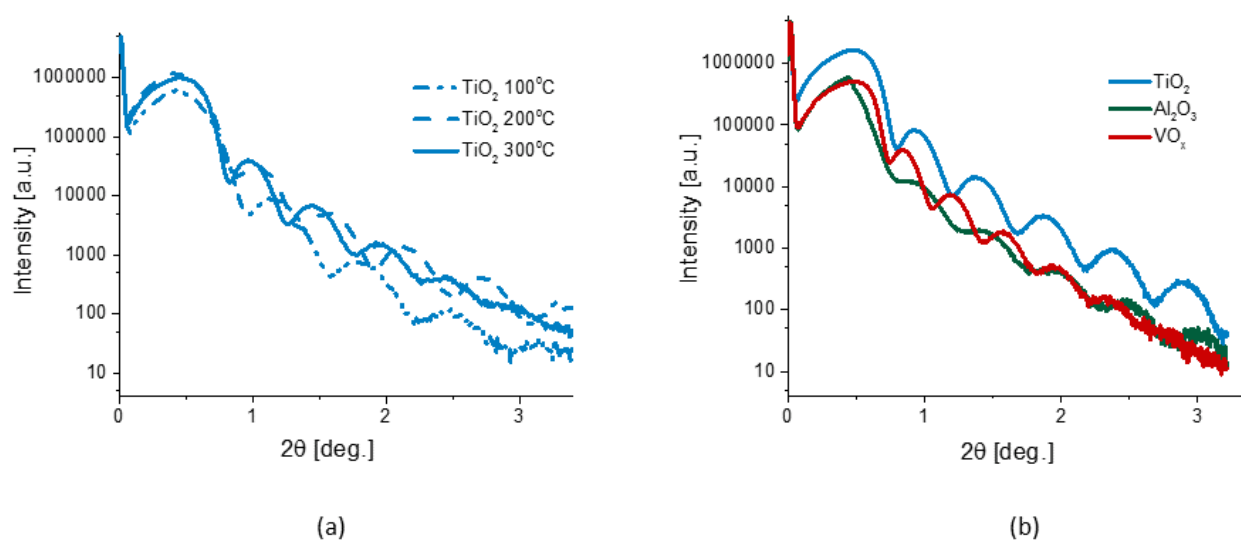 1000000
100000
10000
1000
100
10
Intensity [a.u.]
0
1
2
3
2θ [deg.]
TiO₂ 100°C
TiO₂ 200°C
TiO₂ 300°C
(a)
1000000
100000
10000
1000
100
10
Intensity [a.u.]
0
1
2
3
2θ [deg.]
TiO₂
Al₂O₃
VOₓ
(b)